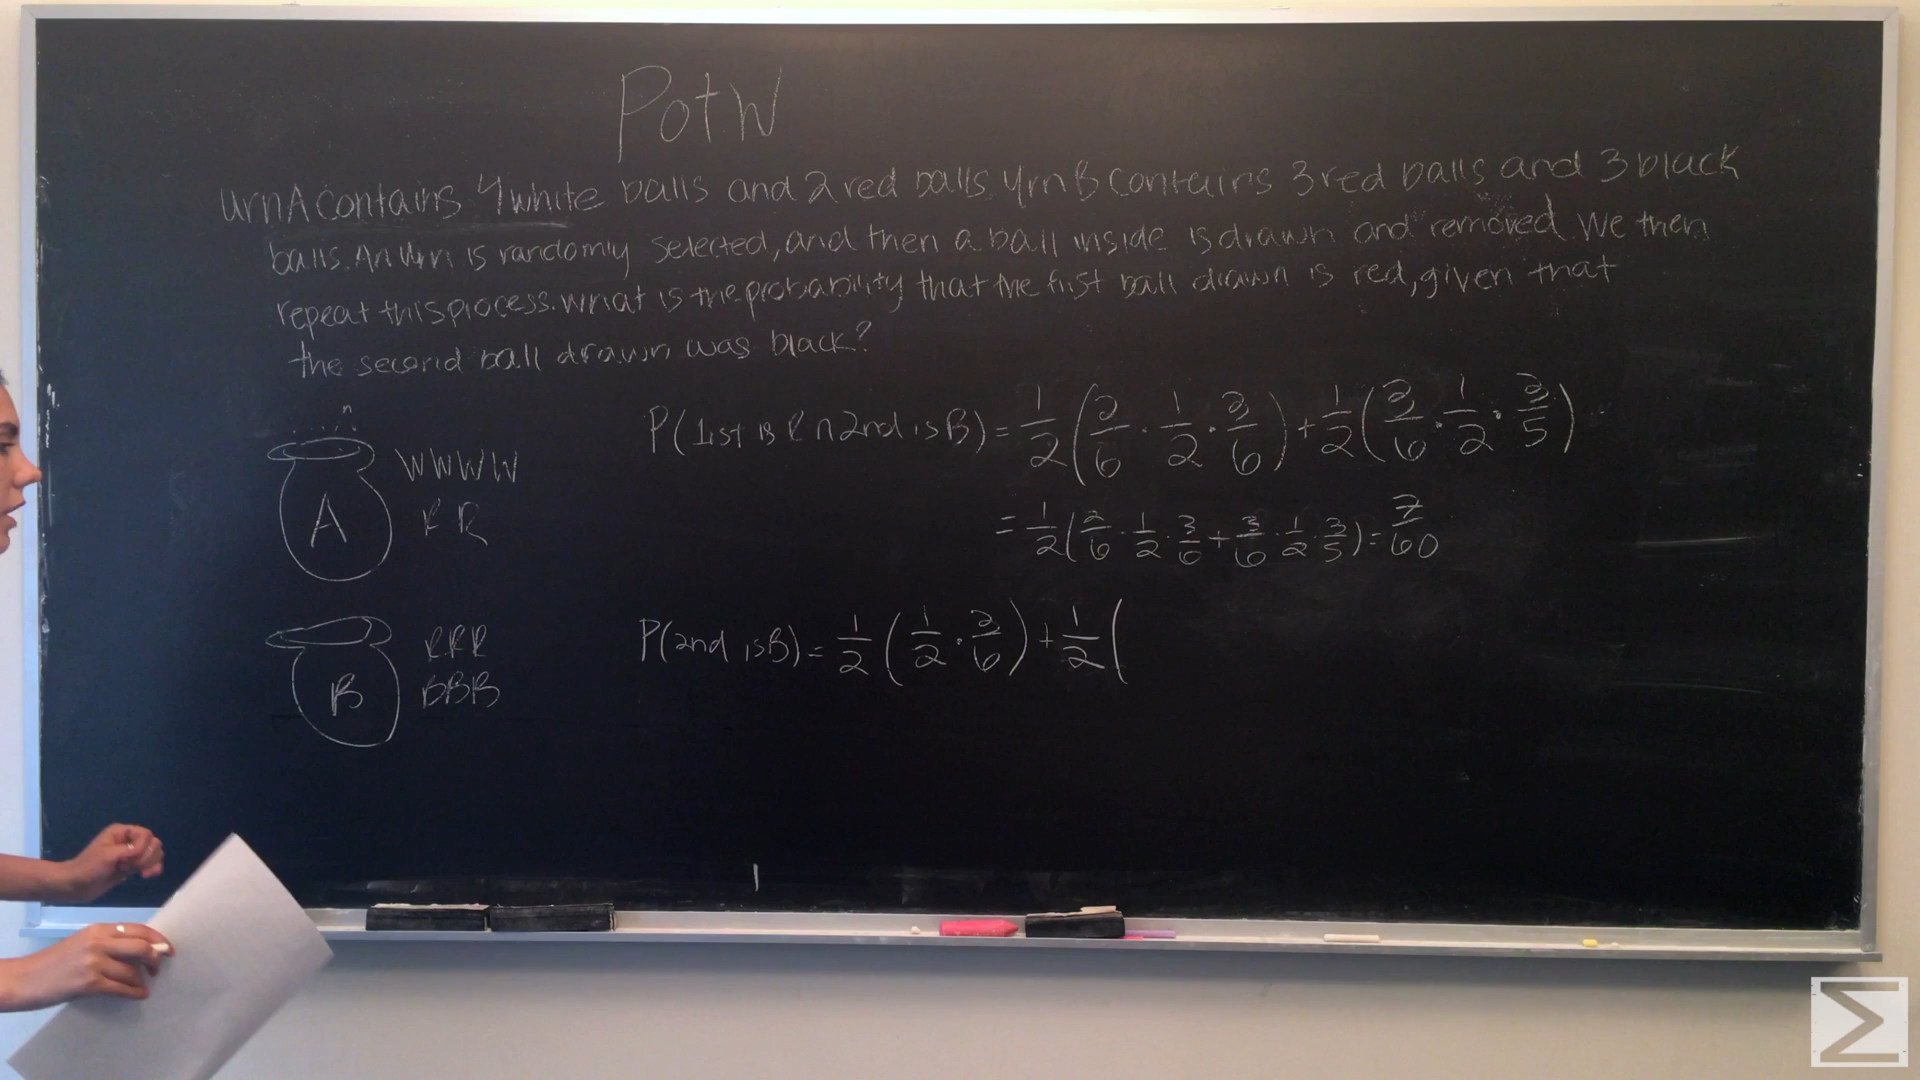 PotW
Urn A contains 4 white balls and 2 red balls. Urn B contains 3 red balls and 3 black
balls. An Urn is randomly selected, and then a ball inside is drawn and removed. We then
repeat this process. What is the probability that the first ball drawn is red, given that
the second ball drawn was black?
P(1ist is R ∩ 2nd is B) = 1/2 (2/6 · 1/2 · 3/6) + 1/2 (3/6 · 1/2 · 3/5)
A
WWWW
RR
= 1/2 (2/6 · 1/2 · 3/6 + 3/6 · 1/2 · 3/5) = 7/60
B
RRR
BBB
P(2nd is B) = 1/2 (1/2 · 3/6) + 1/2 (
Σ